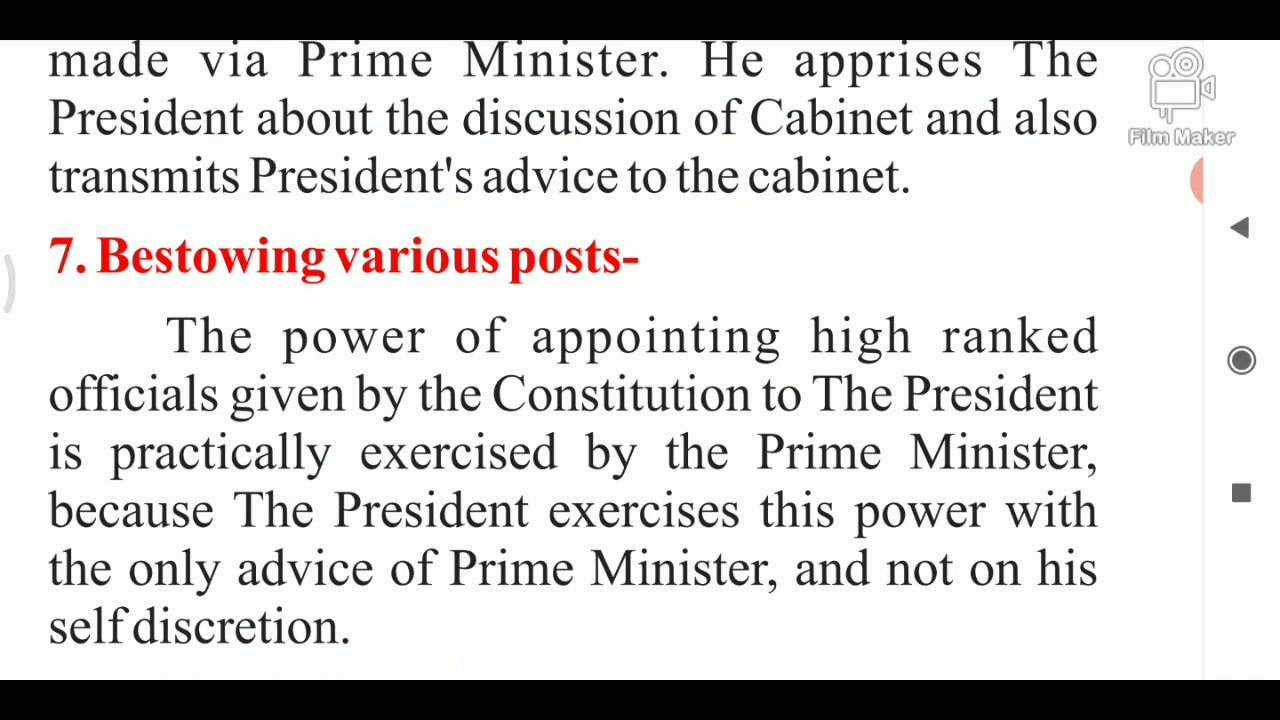 made via Prime Minister. He apprises The
President about the discussion of Cabinet and also
transmits President's advice to the cabinet.
Film Maker
7. Bestowing various posts-
The power of appointing high ranked
officials given by the Constitution to The President
is practically exercised by the Prime Minister,
because The President exercises this power with
the only advice of Prime Minister, and not on his
self discretion.